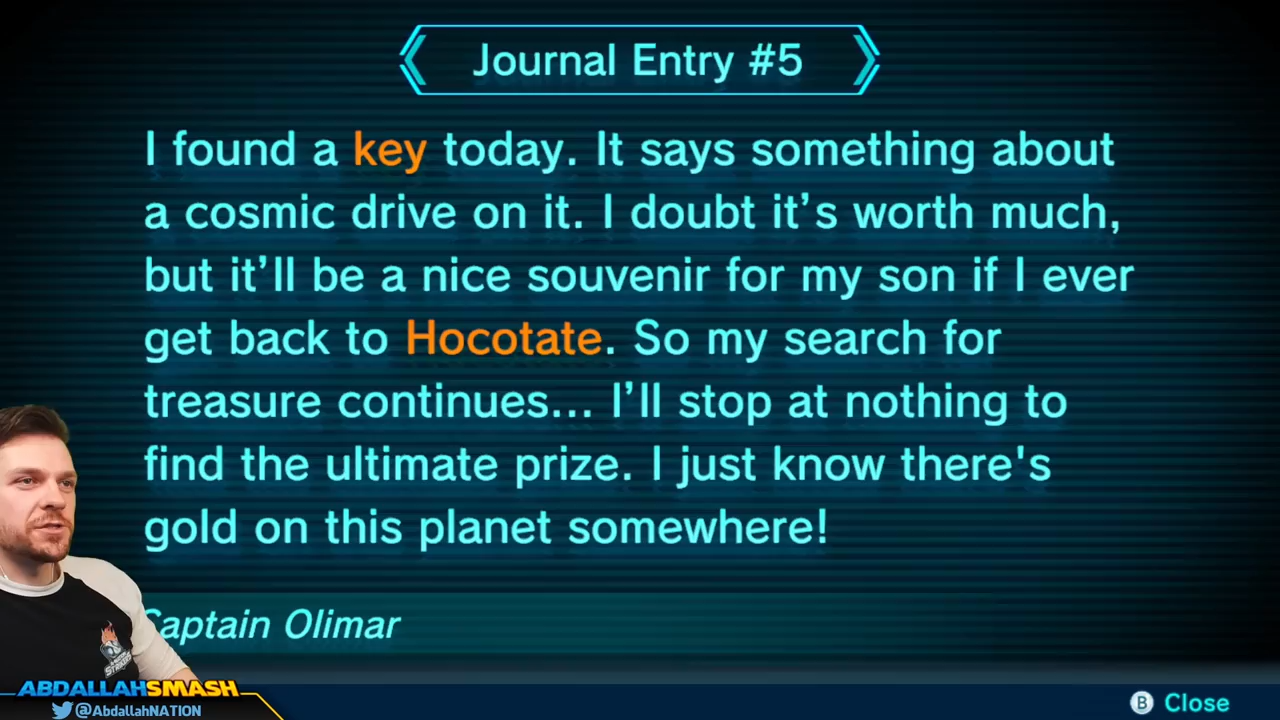 Journal Entry #5
I found a key today. It says something about
a cosmic drive on it. I doubt it’s worth much,
but it’ll be a nice souvenir for my son if I ever
get back to Hocotate. So my search for
treasure continues... I’ll stop at nothing to
find the ultimate prize. I just know there's
gold on this planet somewhere!
Captain Olimar
ABDALLAHSMASH
@AbdallahNATION
B Close